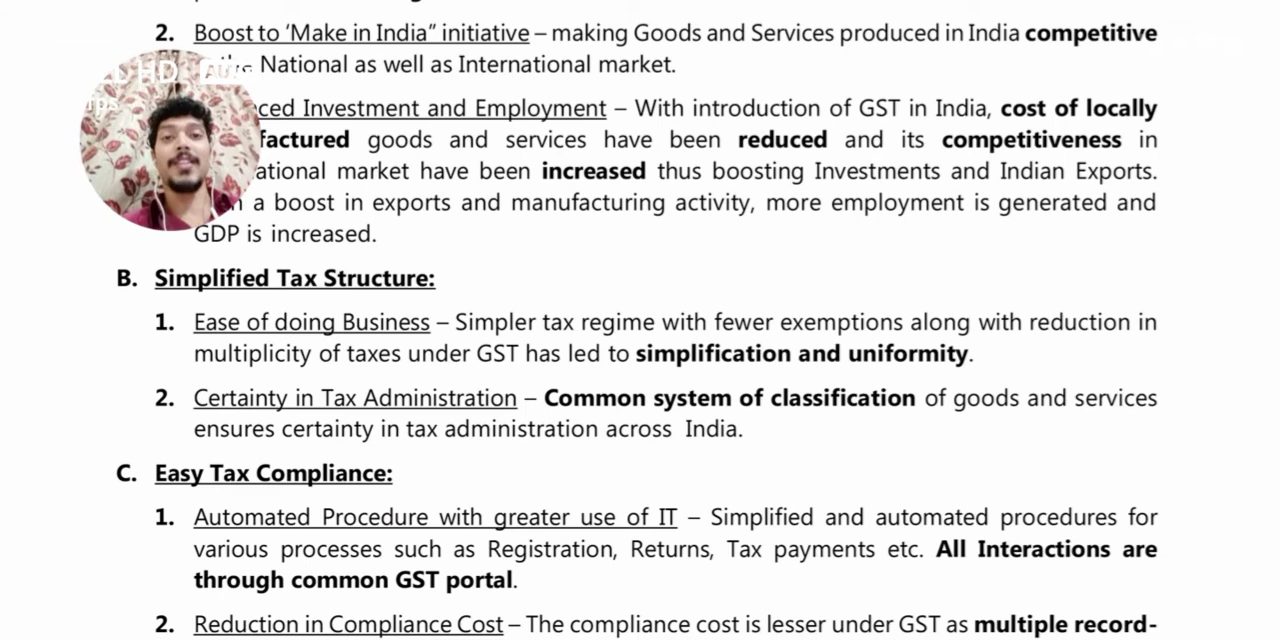 2. Boost to ‘Make in India” initiative – making Goods and Services produced in India competitive
National as well as International market.
Investment and Employment – With introduction of GST in India, cost of locally
goods and services have been reduced and its competitiveness in
market have been increased thus boosting Investments and Indian Exports.
a boost in exports and manufacturing activity, more employment is generated and
GDP is increased.
B. Simplified Tax Structure:
1. Ease of doing Business – Simpler tax regime with fewer exemptions along with reduction in
multiplicity of taxes under GST has led to simplification and uniformity.
2. Certainty in Tax Administration – Common system of classification of goods and services
ensures certainty in tax administration across India.
C. Easy Tax Compliance:
1. Automated Procedure with greater use of IT – Simplified and automated procedures for
various processes such as Registration, Returns, Tax payments etc. All Interactions are
through common GST portal.
2. Reduction in Compliance Cost – The compliance cost is lesser under GST as multiple record-